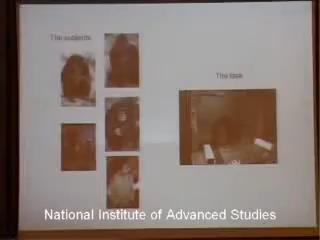 The subjects
The task
National Institute of Advanced Studies